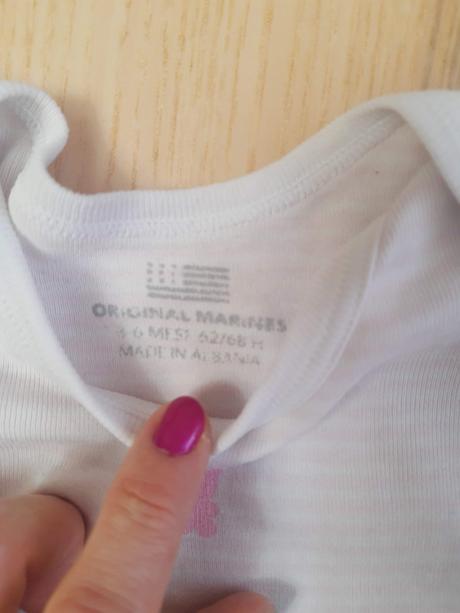 ORIGINAL MARINES
3-6 MESI 62/68 H
MADE IN ALBANIA